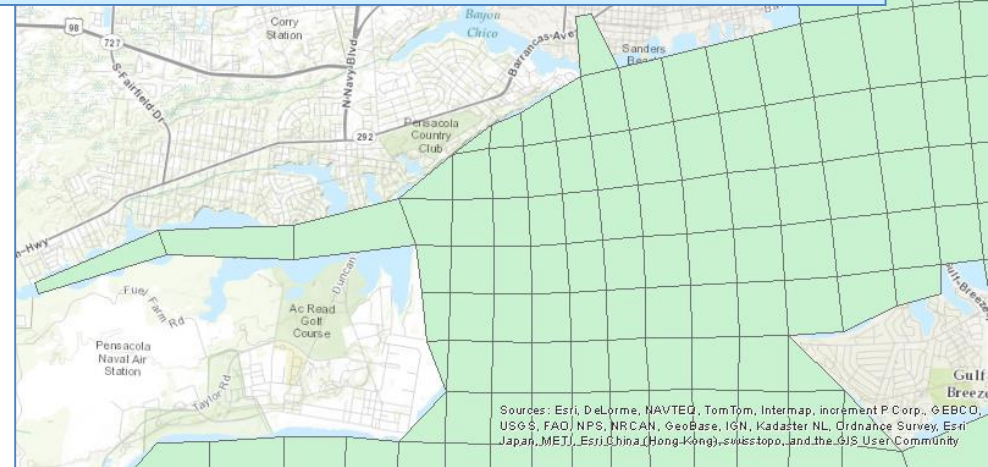 98
Corry
Station
727
S-Fairfield-Dr
N-Navy-Blvd
Bayou
Chico
Barrancas-Ave
Sanders
292
Pensacola
Country
Club
n-Hwy
Fuel Farm
Rd
Duncan
Ac Read
Golf
Course
Pensacola
Naval Air
Station
Taylor Rd
Gulf-Breeze
Gulf
Breeze
Sources: Esri, DeLorme, NAVTEQ, TomTom, Intermap, increment P Corp., GEBCO,
USGS, FAO, NPS, NRCAN, GeoBase, IGN, Kadaster NL, Ordnance Survey, Esri
Japan, METI, Esri China (Hong Kong), swisstopo, and the GIS User Community